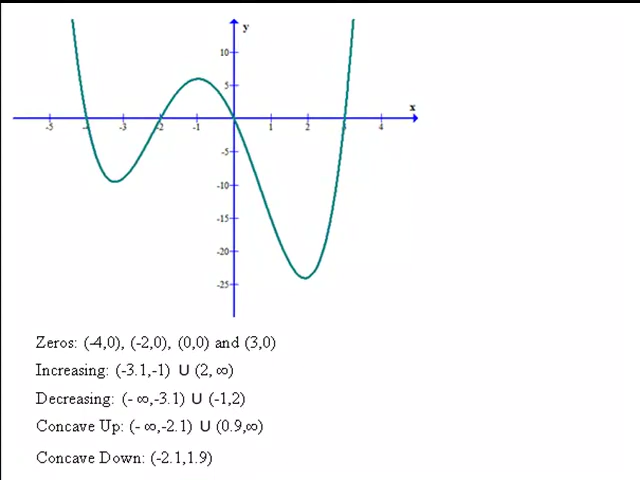 y
10
5
x
-5 -4 -3 -2 -1 1 2 3 4
-5
-10
-15
-20
-25
Zeros: (-4,0), (-2,0), (0,0) and (3,0)
Increasing: (-3.1,-1) ∪ (2, ∞)
Decreasing: (- ∞,-3.1) ∪ (-1,2)
Concave Up: (- ∞,-2.1) ∪ (0.9,∞)
Concave Down: (-2.1,1.9)